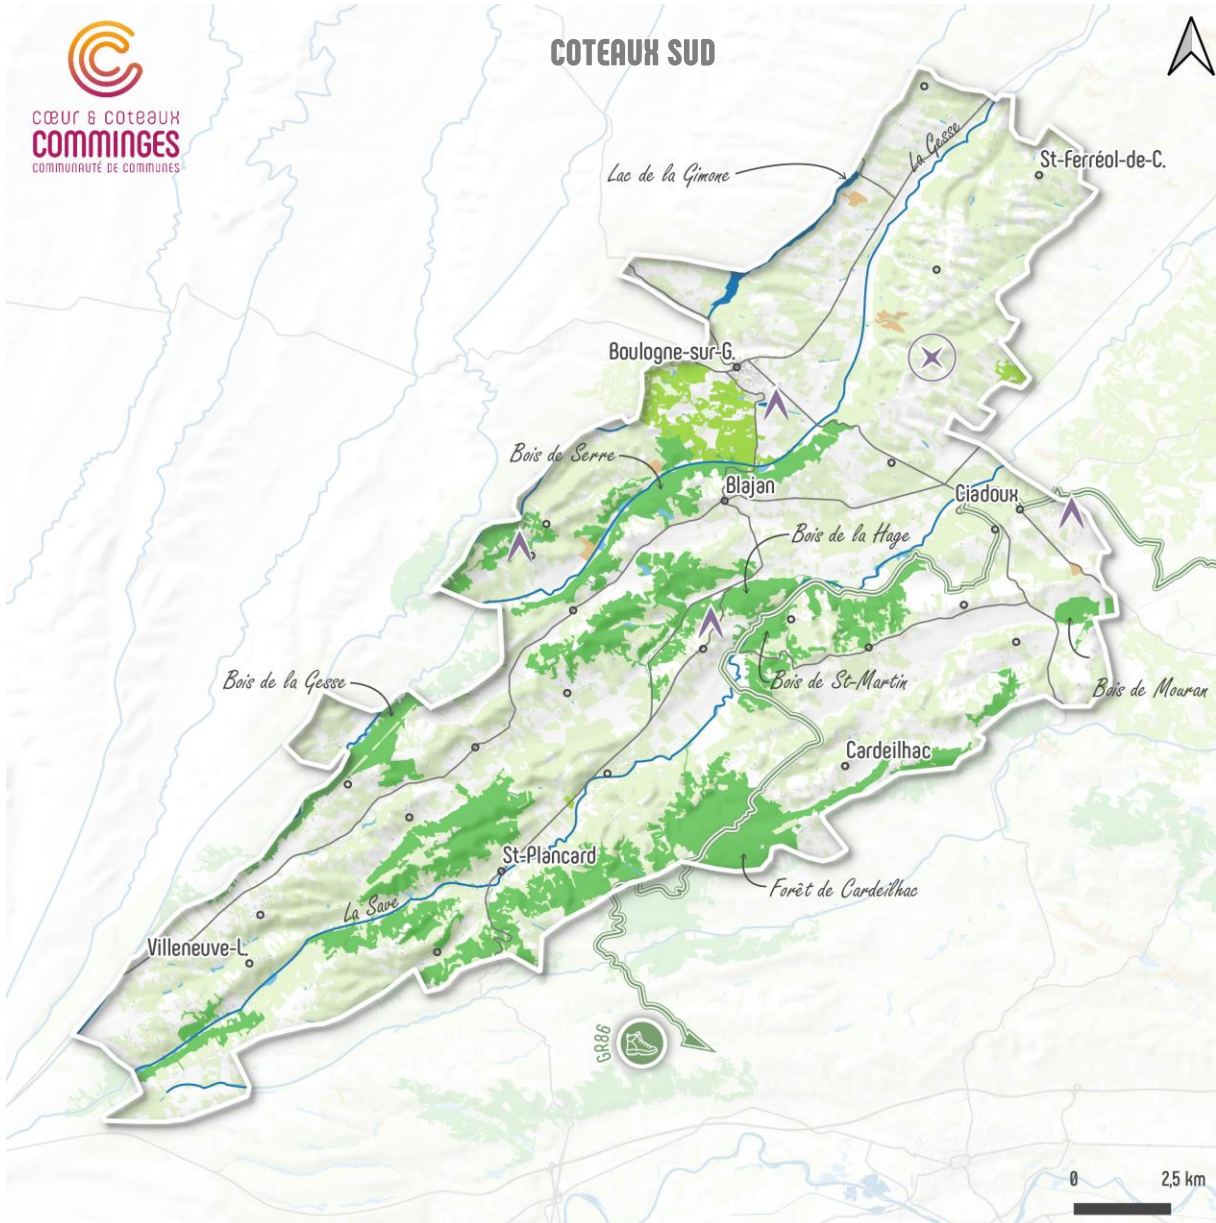 COTEAUX SUD
cœur & coteaux
COMMINGES
COMMUNAUTÉ DE COMMUNES
La Gesse
St-Ferréol-de-C.
Lac de la Gimone
Boulogne-sur-G.
Bois de Serre
Blajan
Ciadoux
Bois de la Hage
Bois de la Gesse
Bois de St-Martin
Bois de Mouran
Cardeilhac
St-Plancard
Forêt de Cardeilhac
La Save
Villeneuve-L.
GR86
0 2,5 km